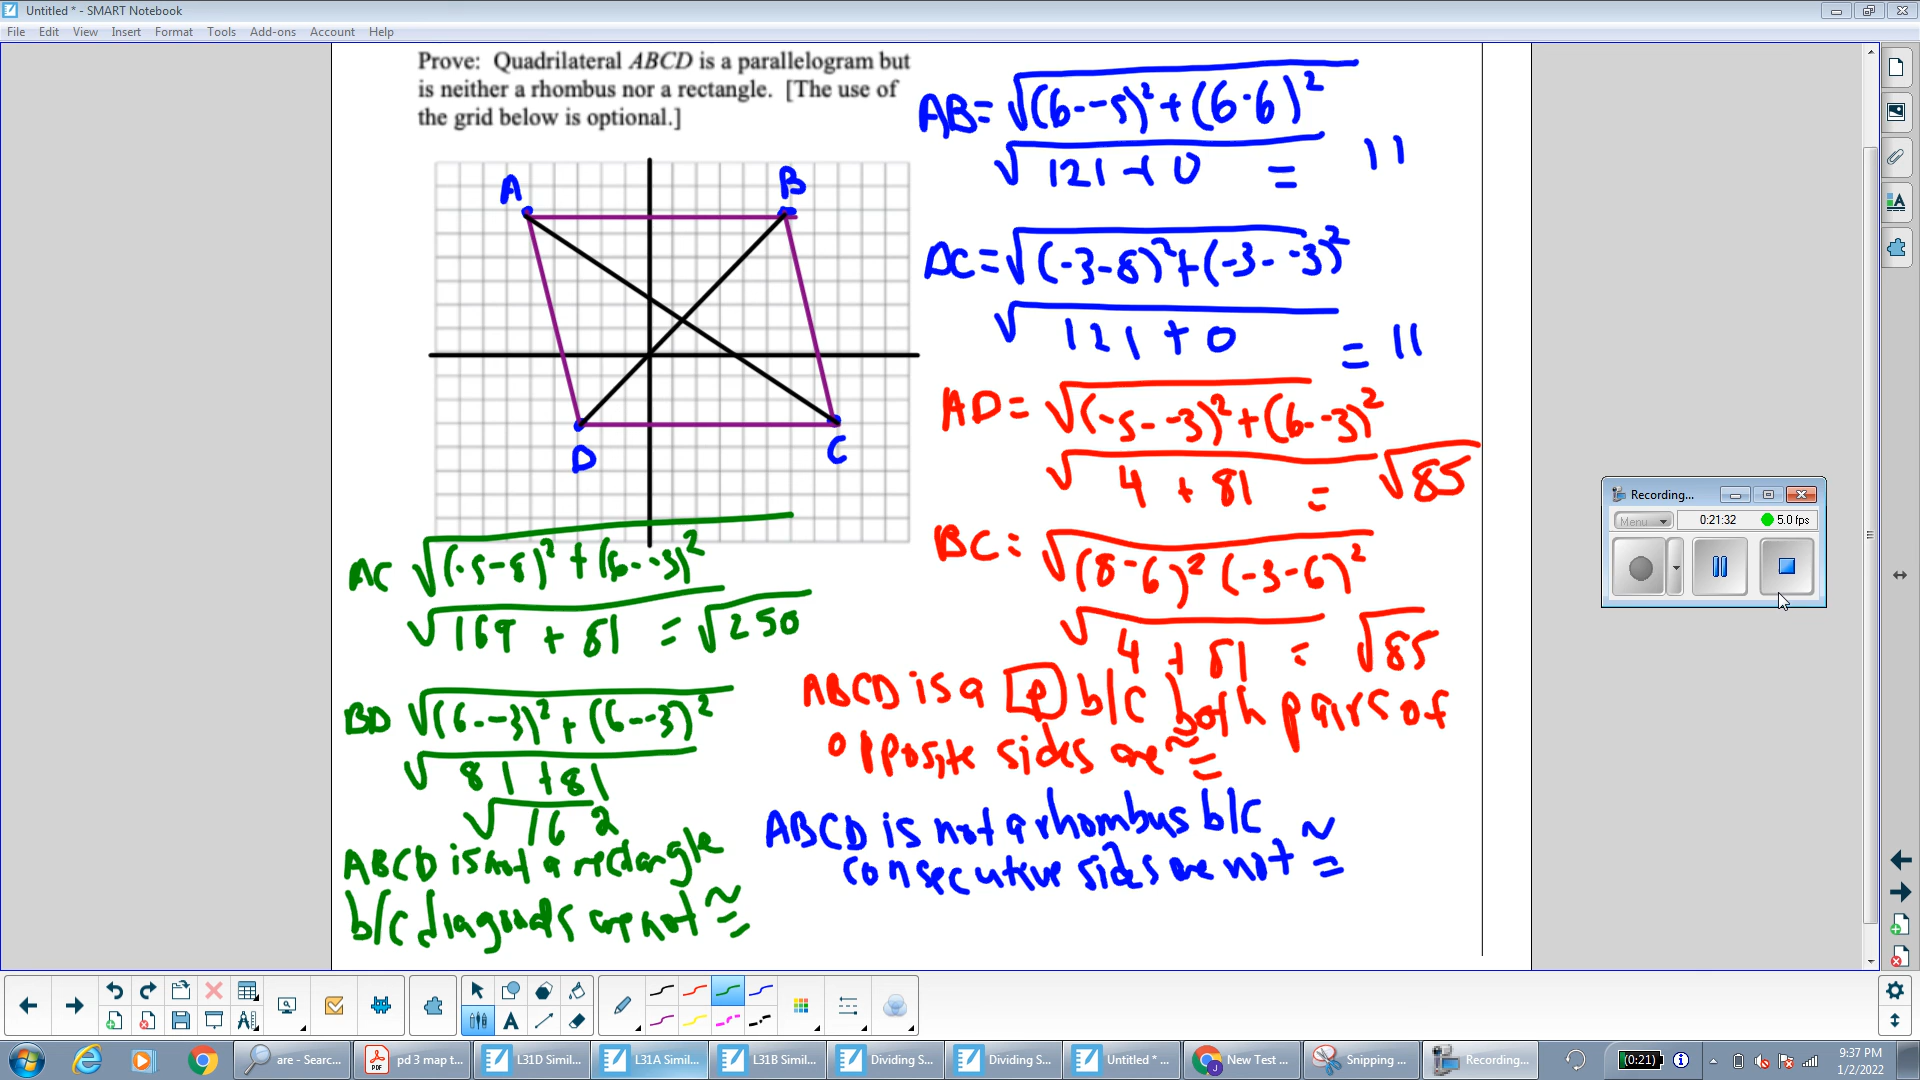 Untitled * - SMART Notebook
File Edit View Insert Format Tools Add-ons Account Help
Prove: Quadrilateral ABCD is a parallelogram but
is neither a rhombus nor a rectangle. [The use of
the grid below is optional.]
A B
D C
AB = √(6--5)²+(6-6)²
√121+0 = 11
DC = √(-3-8)²+(-3--3)²
√121+0 = 11
AD = √(-5--3)²+(6--3)²
√4+81 = √85
BC = √(8-6)²(-3-6)²
√4+81 = √85
AC √(-5-8)²+(6--3)²
√169+81 = √250
BD √(6--3)²+(6--3)²
√81+81
√162
ABCD is not a rectangle
b/c diagonals are not ≅
ABCD is a P b/c both pairs of
opposite sides are ≅
ABCD is not a rhombus b/c
consecutive sides are not ≅
Recording...
Menu 0:21:32 5.0 fps
are - Searc...
pd 3 map t...
L31D Simil...
L31A Simil...
L31B Simil...
Dividing S...
Dividing S...
Untitled * ...
New Test ...
Snipping ...
Recording...
(0:21)
9:37 PM
1/2/2022